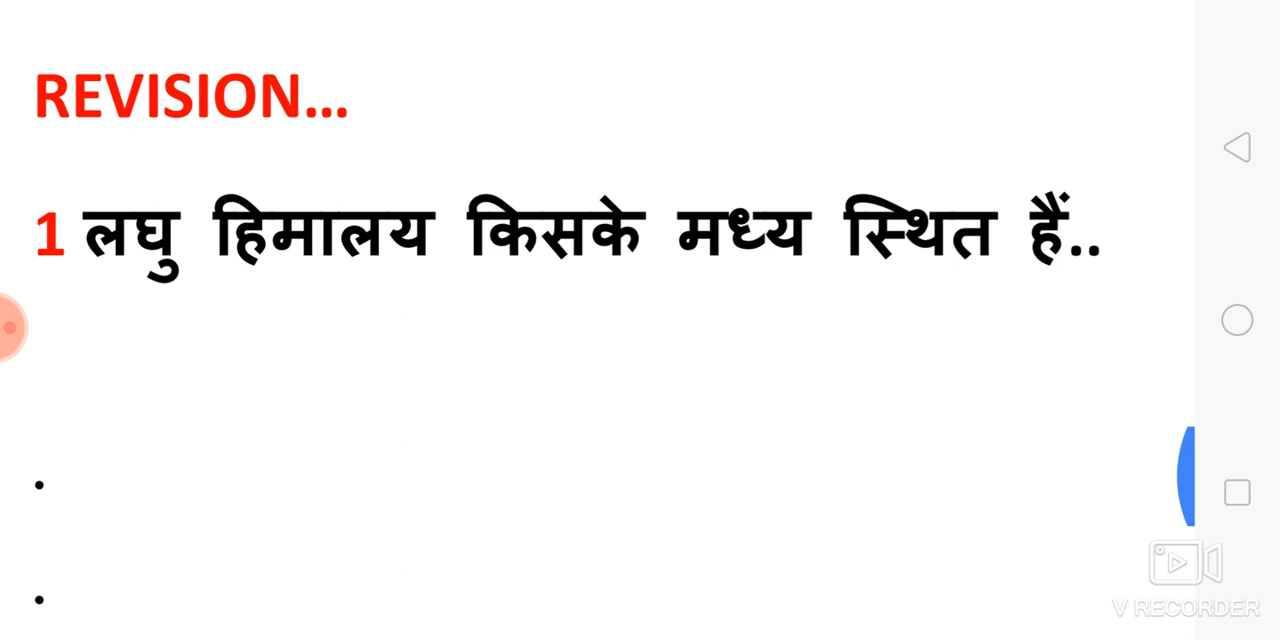 REVISION...
1 लघु हिमालय किसके मध्य स्थित हैं..
•
•
V RECORDER